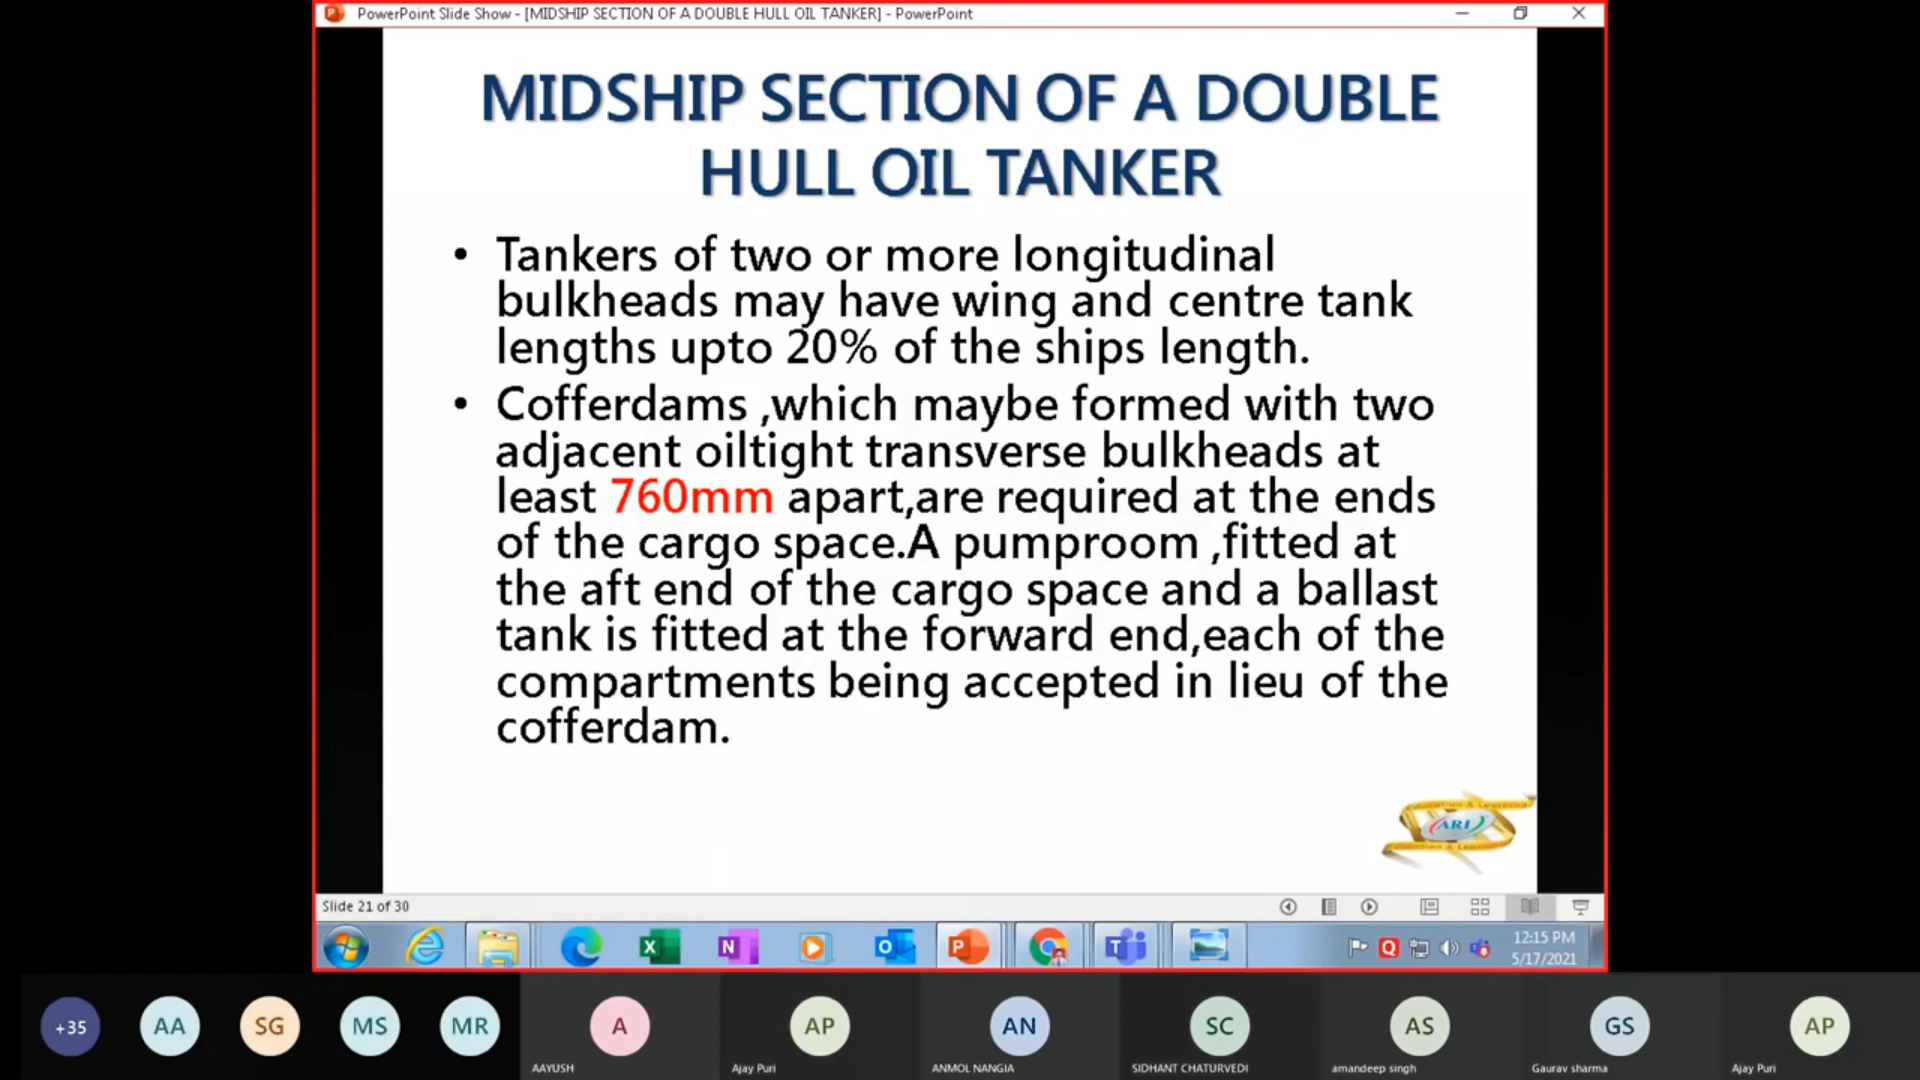 PowerPoint Slide Show - [MIDSHIP SECTION OF A DOUBLE HULL OIL TANKER] - PowerPoint
MIDSHIP SECTION OF A DOUBLE
HULL OIL TANKER
• Tankers of two or more longitudinal
bulkheads may have wing and centre tank
lengths upto 20% of the ships length.
• Cofferdams ,which maybe formed with two
adjacent oiltight transverse bulkheads at
least 760mm apart,are required at the ends
of the cargo space.A pumproom ,fitted at
the aft end of the cargo space and a ballast
tank is fitted at the forward end,each of the
compartments being accepted in lieu of the
cofferdam.
Education & Learning
ARI
Education & Learning
Slide 21 of 30
12:15 PM
5/17/2021
+35
AA
SG
MS
MR
A
AP
AN
SC
AS
GS
AP
AAYUSH
Ajay Puri
ANMOL NANGIA
SIDHANT CHATURVEDI
amandeep singh
Gaurav sharma
Ajay Puri